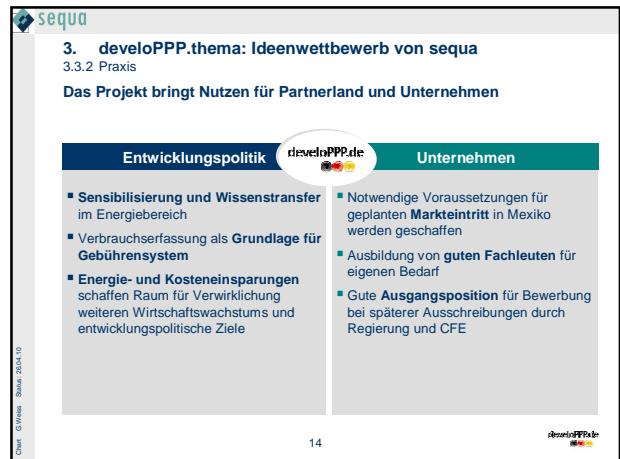 sequa
3. develoPPP.thema: Ideenwettbewerb von sequa
3.3.2 Praxis
Das Projekt bringt Nutzen für Partnerland und Unternehmen
Entwicklungspolitik
develoPPP.de
Unternehmen
▪ Sensibilisierung und Wissenstransfer
im Energiebereich
▪ Verbrauchserfassung als Grundlage für
Gebührensystem
▪ Energie- und Kosteneinsparungen
schaffen Raum für Verwirklichung
weiteren Wirtschaftswachstums und
entwicklungspolitische Ziele
▪ Notwendige Voraussetzungen für
geplanten Markteintritt in Mexiko
werden geschaffen
▪ Ausbildung von guten Fachleuten für
eigenen Bedarf
▪ Gute Ausgangsposition für Bewerbung
bei späterer Ausschreibungen durch
Regierung und CFE
Chart G.Weiss Status: 26.04.10
14
develoPPP.de